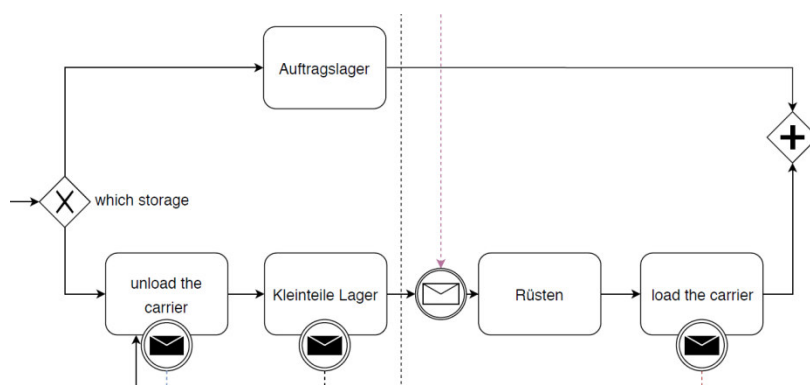 Auftragslager
which storage
unload the
carrier
Kleinteile Lager
Rüsten
load the carrier